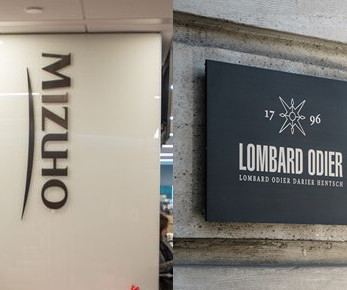 MIZUHO
17 96
LOMBARD ODIER
LOMBARD ODIER DARIER HENTSCH